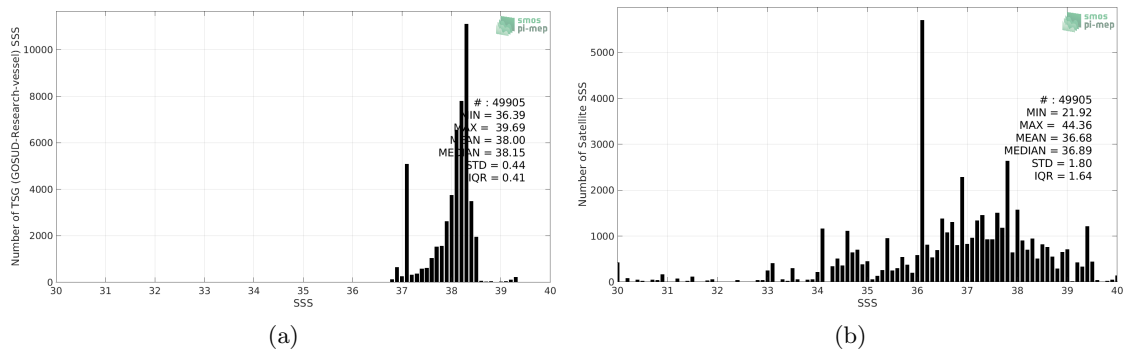 Number of TSG (GOSUD-Research-vessel) SSS
10000
8000
6000
4000
2000
0
30 31 32 33 34 35 36 37 38 39 40
SSS
smos
pi-mep
# : 49905
MIN = 36.39
MAX = 39.69
MEAN = 38.00
MEDIAN = 38.15
STD = 0.44
IQR = 0.41
(a)
Number of Satellite SSS
5000
4000
3000
2000
1000
0
30 31 32 33 34 35 36 37 38 39 40
SSS
smos
pi-mep
# : 49905
MIN = 21.92
MAX = 44.36
MEAN = 36.68
MEDIAN = 36.89
STD = 1.80
IQR = 1.64
(b)